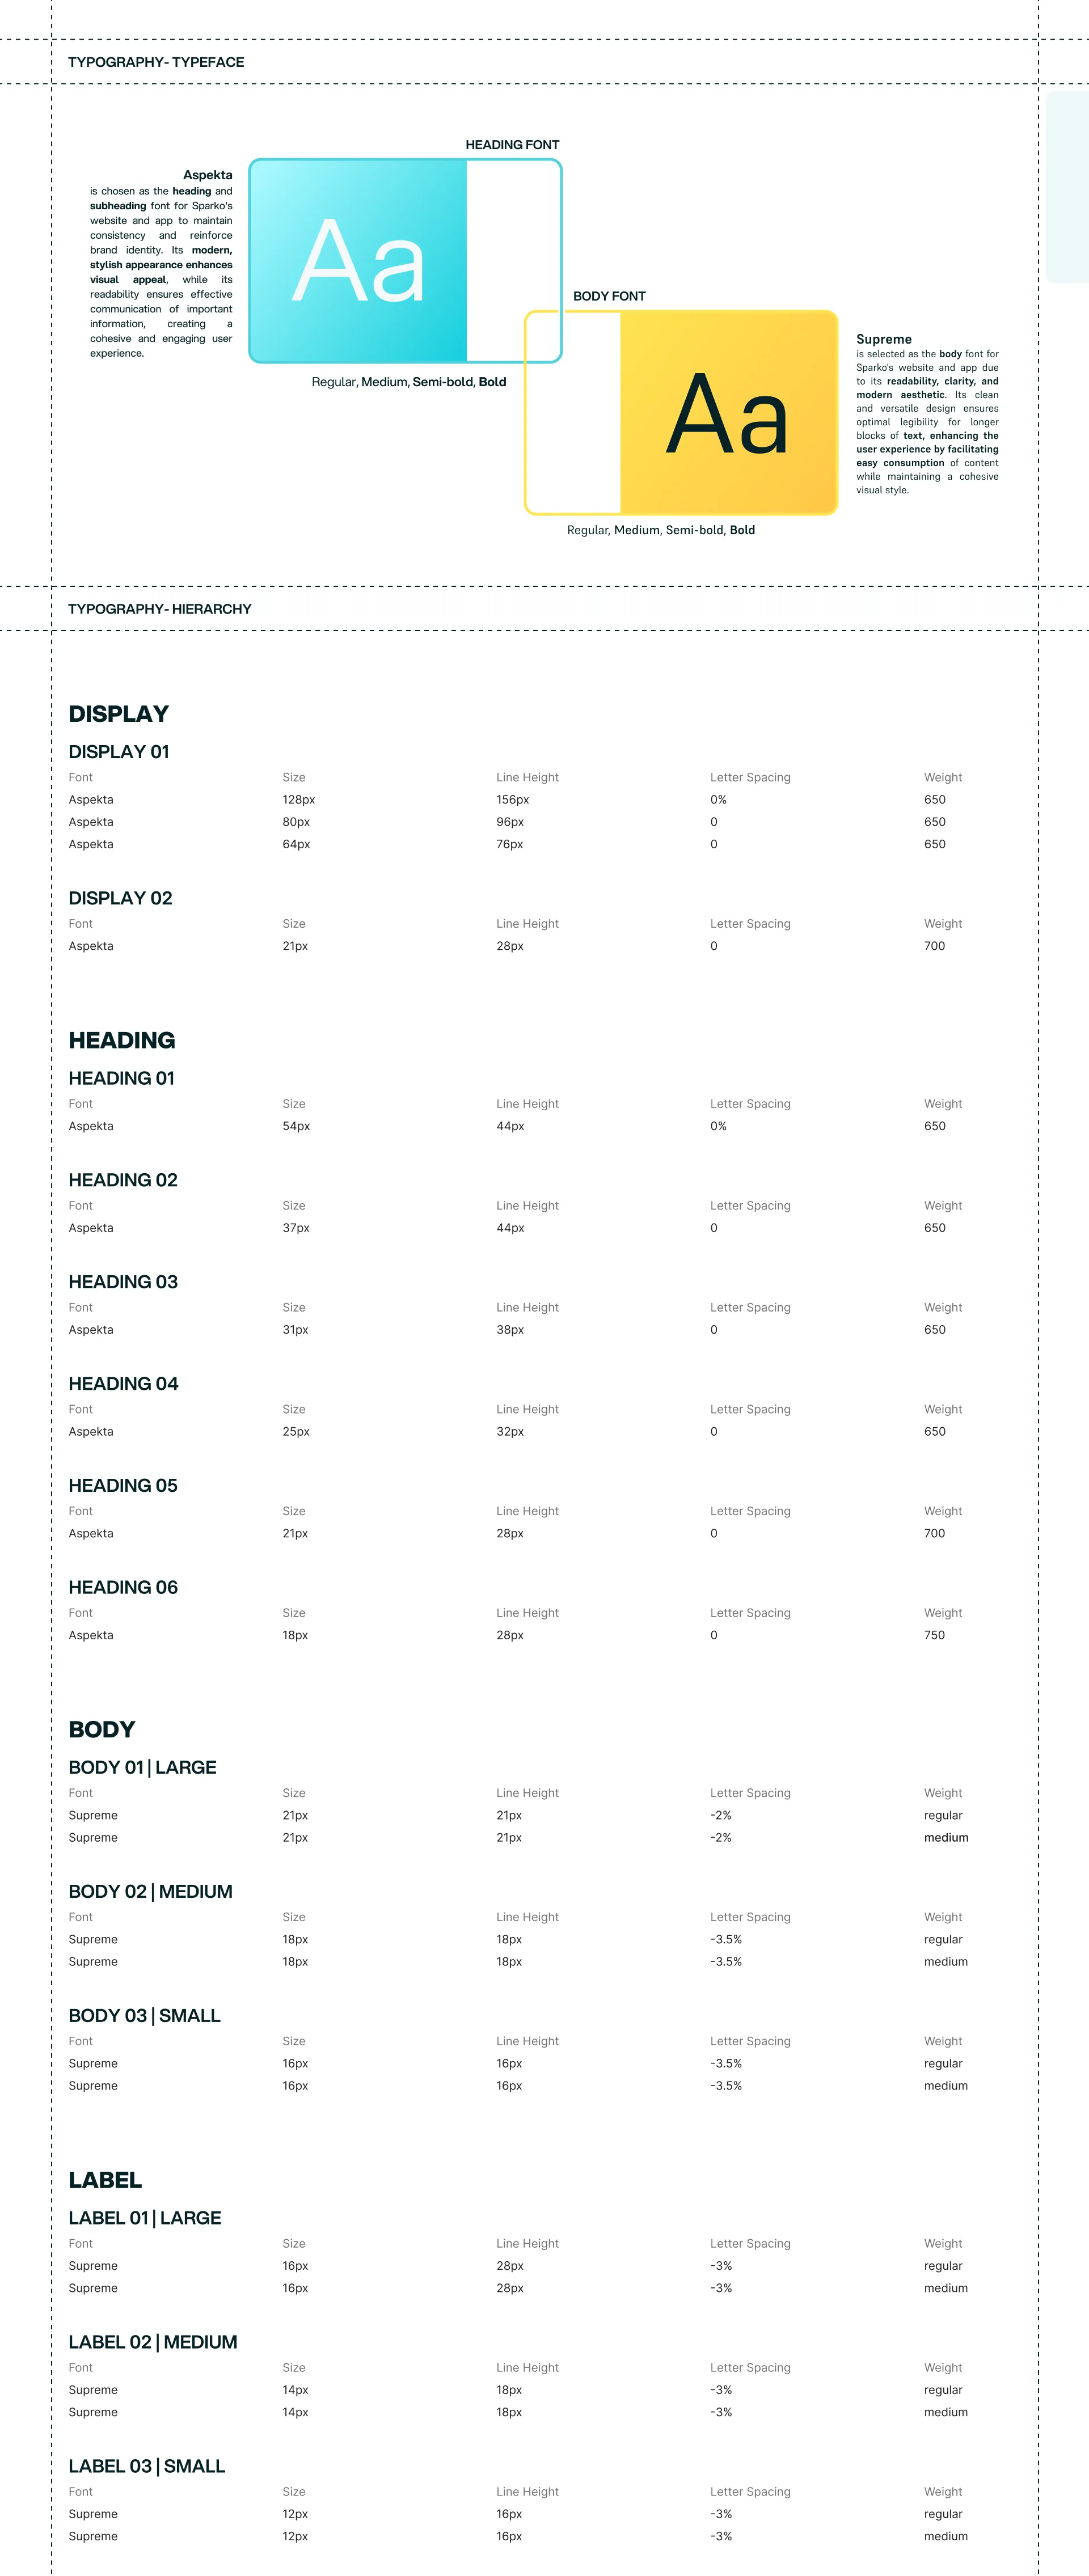 TYPOGRAPHY- TYPEFACE
HEADING FONT
Aspekta
is chosen as the heading and
subheading font for Sparko's
website and app to maintain
consistency and reinforce
brand identity. Its modern,
stylish appearance enhances
visual appeal, while its
readability ensures effective
communication of important
information, creating a
cohesive and engaging user
experience.
Aa
Regular, Medium, Semi-bold, Bold
BODY FONT
Aa
Supreme
is selected as the body font for
Sparko's website and app due
to its readability, clarity, and
modern aesthetic. Its clean
and versatile design ensures
optimal legibility for longer
blocks of text, enhancing the
user experience by facilitating
easy consumption of content
while maintaining a cohesive
visual style.
Regular, Medium, Semi-bold, Bold
TYPOGRAPHY- HIERARCHY
DISPLAY
DISPLAY 01
Font Size Line Height Letter Spacing Weight
Aspekta 128px 156px 0% 650
Aspekta 80px 96px 0 650
Aspekta 64px 76px 0 650
DISPLAY 02
Font Size Line Height Letter Spacing Weight
Aspekta 21px 28px 0 700
HEADING
HEADING 01
Font Size Line Height Letter Spacing Weight
Aspekta 54px 44px 0% 650
HEADING 02
Font Size Line Height Letter Spacing Weight
Aspekta 37px 44px 0 650
HEADING 03
Font Size Line Height Letter Spacing Weight
Aspekta 31px 38px 0 650
HEADING 04
Font Size Line Height Letter Spacing Weight
Aspekta 25px 32px 0 650
HEADING 05
Font Size Line Height Letter Spacing Weight
Aspekta 21px 28px 0 700
HEADING 06
Font Size Line Height Letter Spacing Weight
Aspekta 18px 28px 0 750
BODY
BODY 01 | LARGE
Font Size Line Height Letter Spacing Weight
Supreme 21px 21px -2% regular
Supreme 21px 21px -2% medium
BODY 02 | MEDIUM
Font Size Line Height Letter Spacing Weight
Supreme 18px 18px -3.5% regular
Supreme 18px 18px -3.5% medium
BODY 03 | SMALL
Font Size Line Height Letter Spacing Weight
Supreme 16px 16px -3.5% regular
Supreme 16px 16px -3.5% medium
LABEL
LABEL 01 | LARGE
Font Size Line Height Letter Spacing Weight
Supreme 16px 28px -3% regular
Supreme 16px 28px -3% medium
LABEL 02 | MEDIUM
Font Size Line Height Letter Spacing Weight
Supreme 14px 18px -3% regular
Supreme 14px 18px -3% medium
LABEL 03 | SMALL
Font Size Line Height Letter Spacing Weight
Supreme 12px 16px -3% regular
Supreme 12px 16px -3% medium